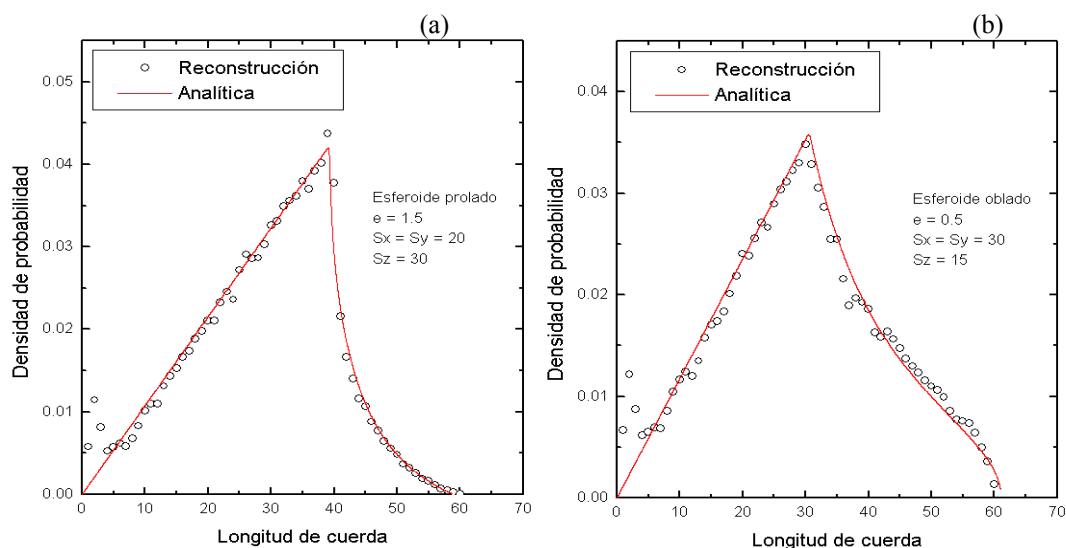 (a)
Reconstrucción
Analítica
Esferoide prolado
e = 1.5
Sx = Sy = 20
Sz = 30
Densidad de probabilidad
0.05
0.04
0.03
0.02
0.01
0.00
0 10 20 30 40 50 60 70
Longitud de cuerda
(b)
Reconstrucción
Analítica
Esferoide oblado
e = 0.5
Sx = Sy = 30
Sz = 15
Densidad de probabilidad
0.04
0.03
0.02
0.01
0.00
0 10 20 30 40 50 60 70
Longitud de cuerda